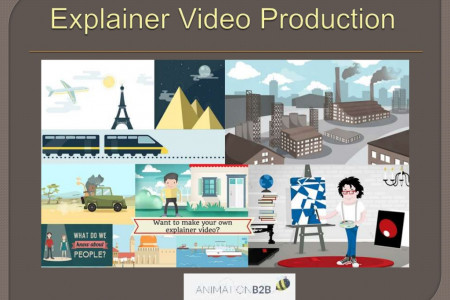 Explainer Video Production
Want to make your own
explainer video?
WHAT DO WE
know about
PEOPLE?
ANIMATIONB2B